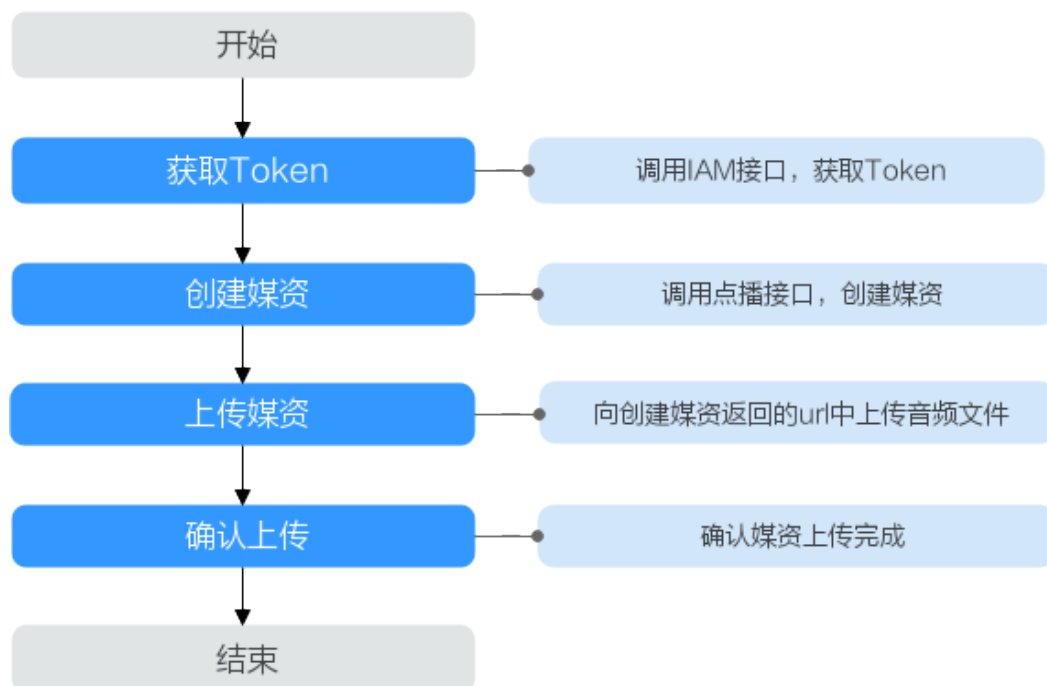 开始
获取Token
调用IAM接口，获取Token
创建媒资
调用点播接口，创建媒资
上传媒资
向创建媒资返回的url中上传音频文件
确认上传
确认媒资上传完成
结束